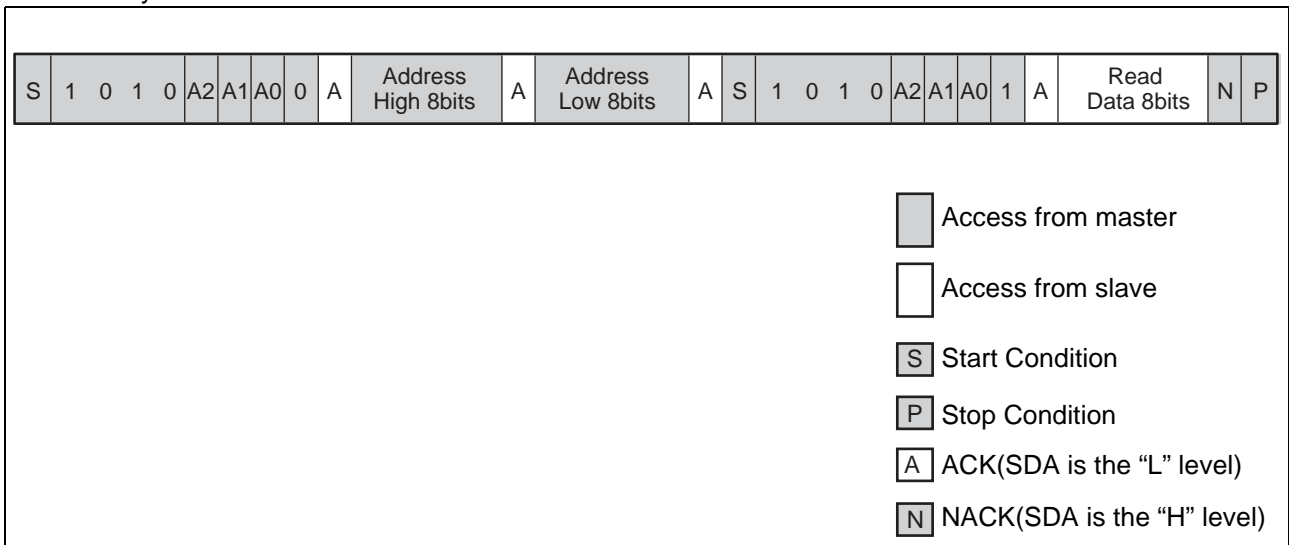 S 1 0 1 0 A2 A1 A0 0 A Address High 8bits A Address Low 8bits A S 1 0 1 0 A2 A1 A0 1 A Read Data 8bits N P
Access from master
Access from slave
S Start Condition
P Stop Condition
A ACK(SDA is the “L” level)
N NACK(SDA is the “H” level)